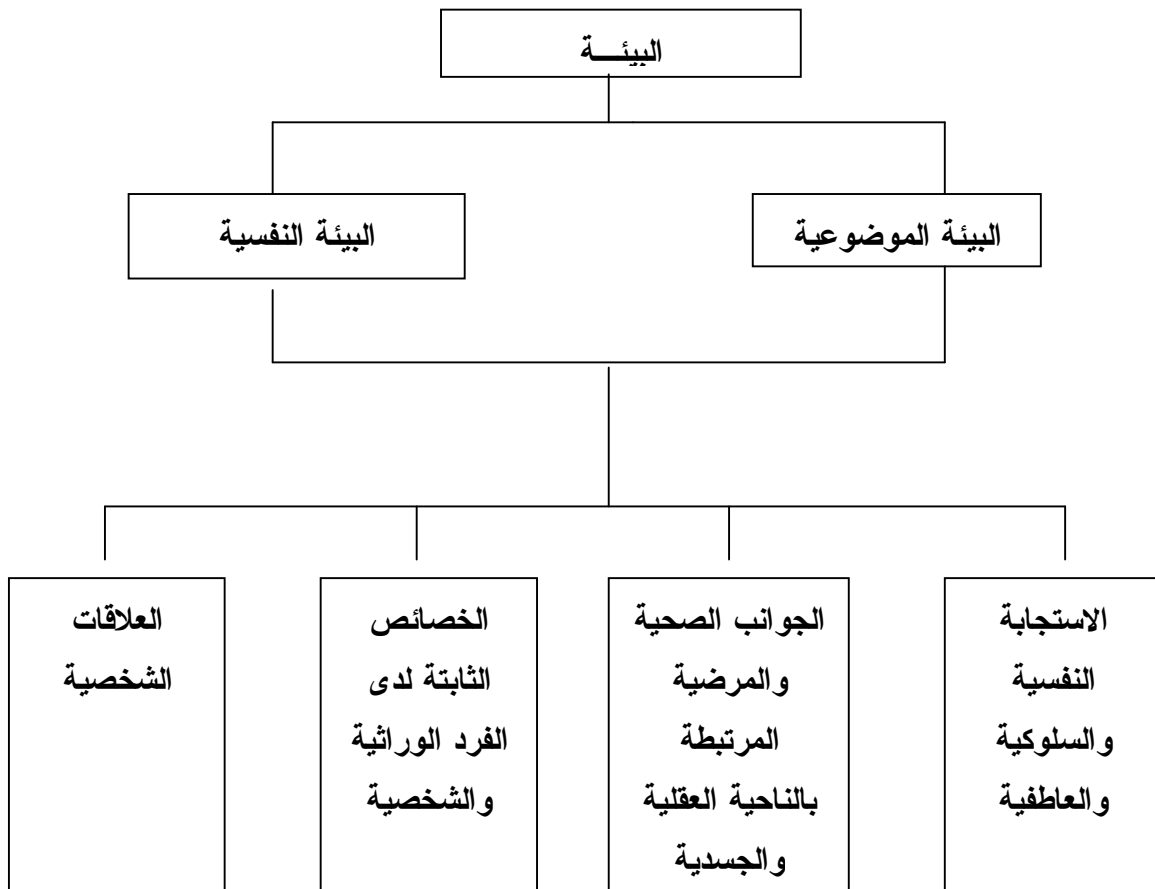 البيئـــة
البيئة الموضوعية
البيئة النفسية
الاستجابة
النفسية
والسلوكية
والعاطفية
الجوانب الصحية
والمرضية
المرتبطة
بالناحية العقلية
والجسدية
الخصائص
الثابتة لدى
الفرد الوراثية
والشخصية
العلاقات
الشخصية